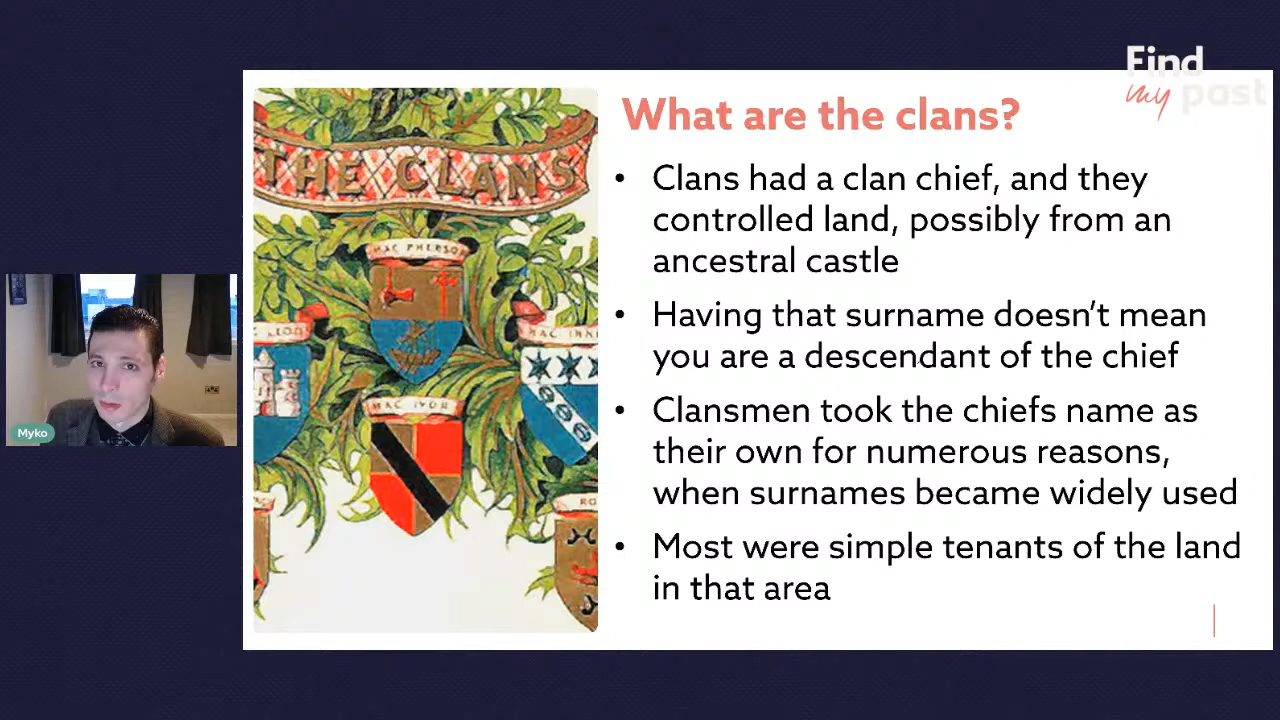 Find
my past
What are the clans?
• Clans had a clan chief, and they
controlled land, possibly from an
ancestral castle
• Having that surname doesn't mean
you are a descendant of the chief
• Clansmen took the chiefs name as
their own for numerous reasons,
when surnames became widely used
• Most were simple tenants of the land
in that area
THE CLANS
MAC PHERSON
MAC IVOR
Myko